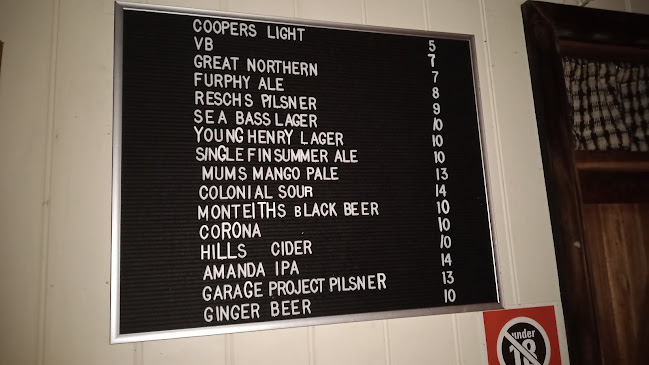 COOPERS LIGHT 5
VB 7
GREAT NORTHERN 7
FURPHY ALE 8
RESCHS PILSNER 9
SEA BASS LAGER 10
YOUNG HENRY LAGER 10
SINGLE FIN SUMMER ALE 10
MUMS MANGO PALE 13
COLONIAL SOUR 14
MONTEITHS BLACK BEER 10
CORONA 10
HILLS CIDER 10
AMANDA IPA 14
GARAGE PROJECT PILSNER 13
GINGER BEER 10
under
18